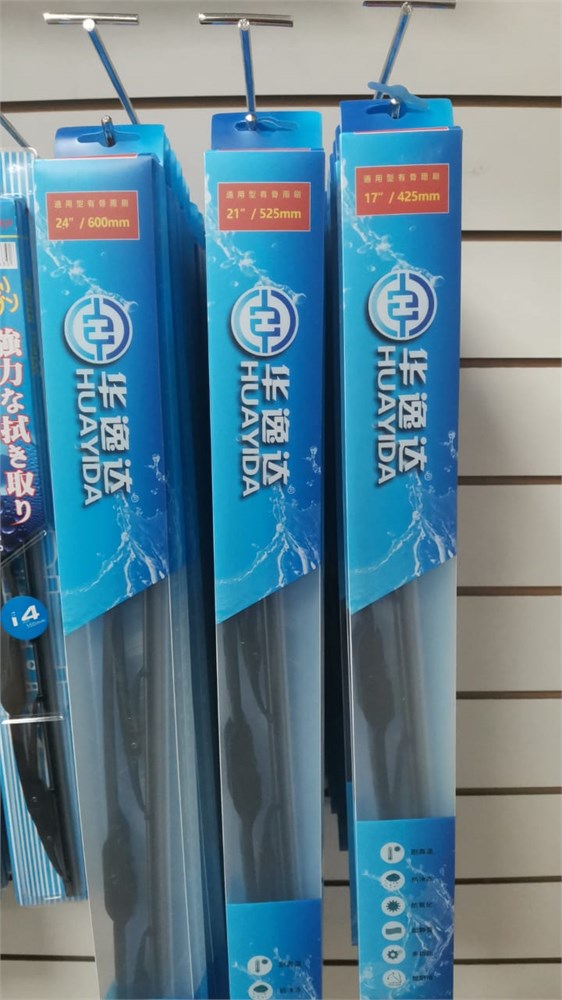 通用型有骨雨刷
24" / 600mm
华逸达
HUAYIDA
通用型有骨雨刷
21" / 525mm
华逸达
HUAYIDA
通用型有骨雨刷
17" / 425mm
华逸达
HUAYIDA
強力な拭き取り
i4